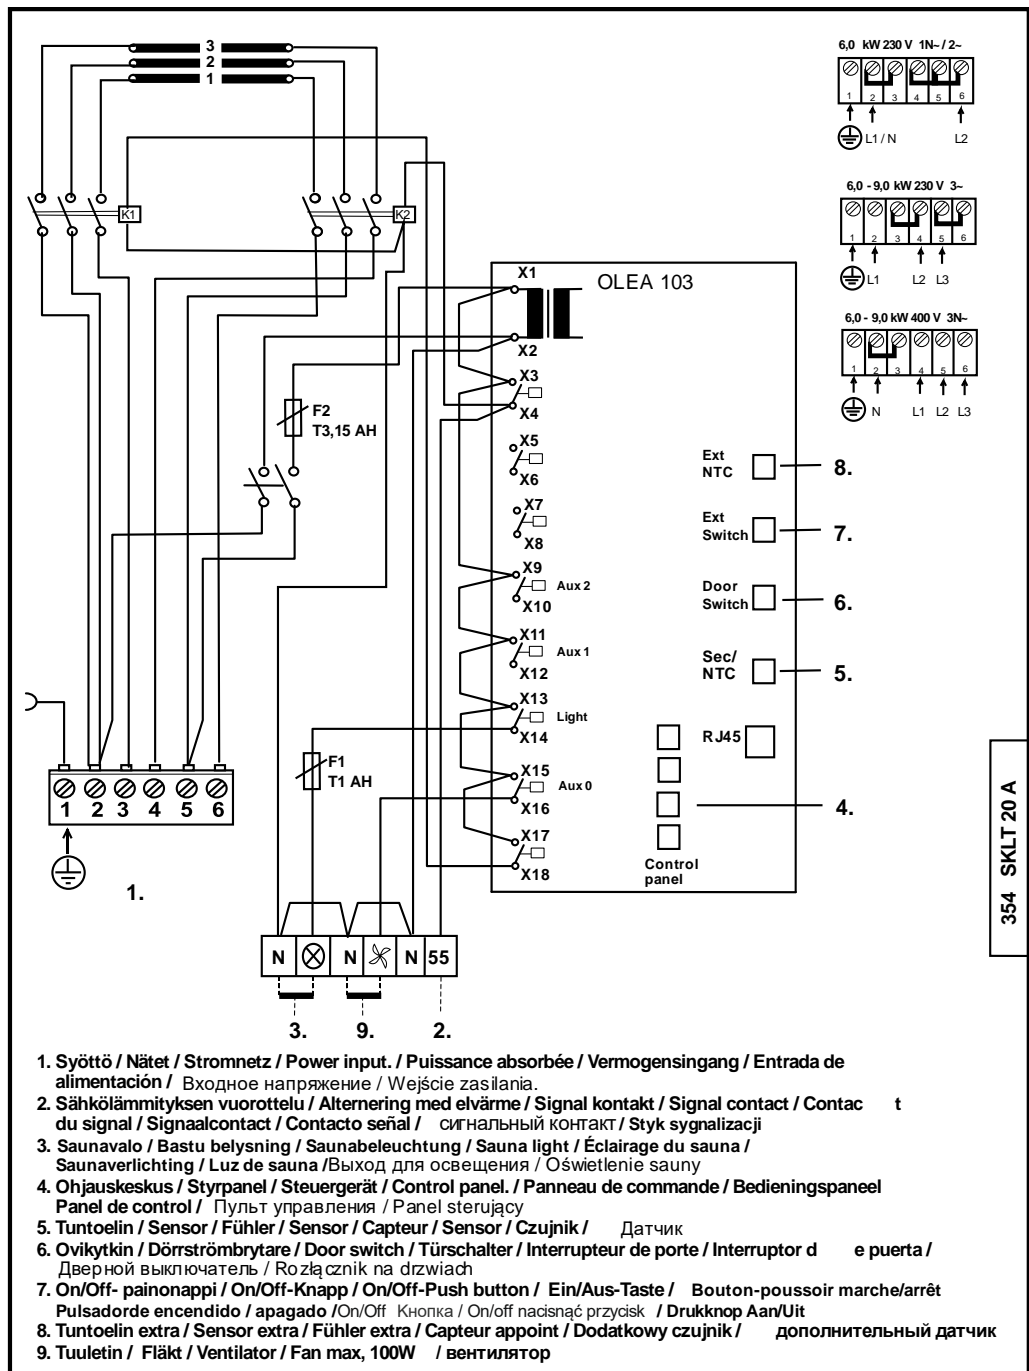 3
2
1
K1
K2
6,0 kW 230 V 1N~ / 2~
1 2 3 4 5 6
L1 / N L2
6,0 - 9,0 kW 230 V 3~
1 2 3 4 5 6
L1 L2 L3
6,0 - 9,0 kW 400 V 3N~
1 2 3 4 5 6
N L1 L2 L3
OLEA 103
X1
X2
X3
X4
X5
X6
X7
X8
X9
Aux 2
X10
X11
Aux 1
X12
X13
Light
X14
X15
Aux 0
X16
X17
X18
F2
T3,15 AH
F1
T1 AH
Ext
NTC
8.
Ext
Switch
7.
Door
Switch
6.
Sec/
NTC
5.
RJ45
4.
Control
panel
1 2 3 4 5 6
1.
N N N 55
3. 9. 2.
354 SKLT 20 A
1. Syöttö / Nätet / Stromnetz / Power input. / Puissance absorbée / Vermogensingang / Entrada de
alimentación / Входное напряжение / Wejście zasilania.
2. Sähkölämmityksen vuorottelu / Alternering med elvärme / Signal kontakt / Signal contact / Contac t
du signal / Signaalcontact / Contacto señal / сигнальный контакт / Styk sygnalizacji
3. Saunavalo / Bastu belysning / Saunabeleuchtung / Sauna light / Éclairage du sauna /
Saunaverlichting / Luz de sauna /Выход для освещения / Oświetlenie sauny
4. Ohjauskeskus / Styrpanel / Steuergerät / Control panel. / Panneau de commande / Bedieningspaneel
Panel de control / Пульт управления / Panel sterujący
5. Tuntoelin / Sensor / Fühler / Sensor / Capteur / Sensor / Czujnik / Датчик
6. Ovikytkin / Dörrströmbrytare / Door switch / Türschalter / Interrupteur de porte / Interruptor d e puerta /
Дверной выключатель / Rozłącznik na drzwiach
7. On/Off- painonappi / On/Off-Knapp / On/Off-Push button / Ein/Aus-Taste / Bouton-poussoir marche/arrêt
Pulsadorde encendido / apagado /On/Off Кнопка / On/off nacisnąć przycisk / Drukknop Aan/Uit
8. Tuntoelin extra / Sensor extra / Fühler extra / Capteur appoint / Dodatkowy czujnik / дополнительный датчик
9. Tuuletin / Fläkt / Ventilator / Fan max, 100W / вентилятор